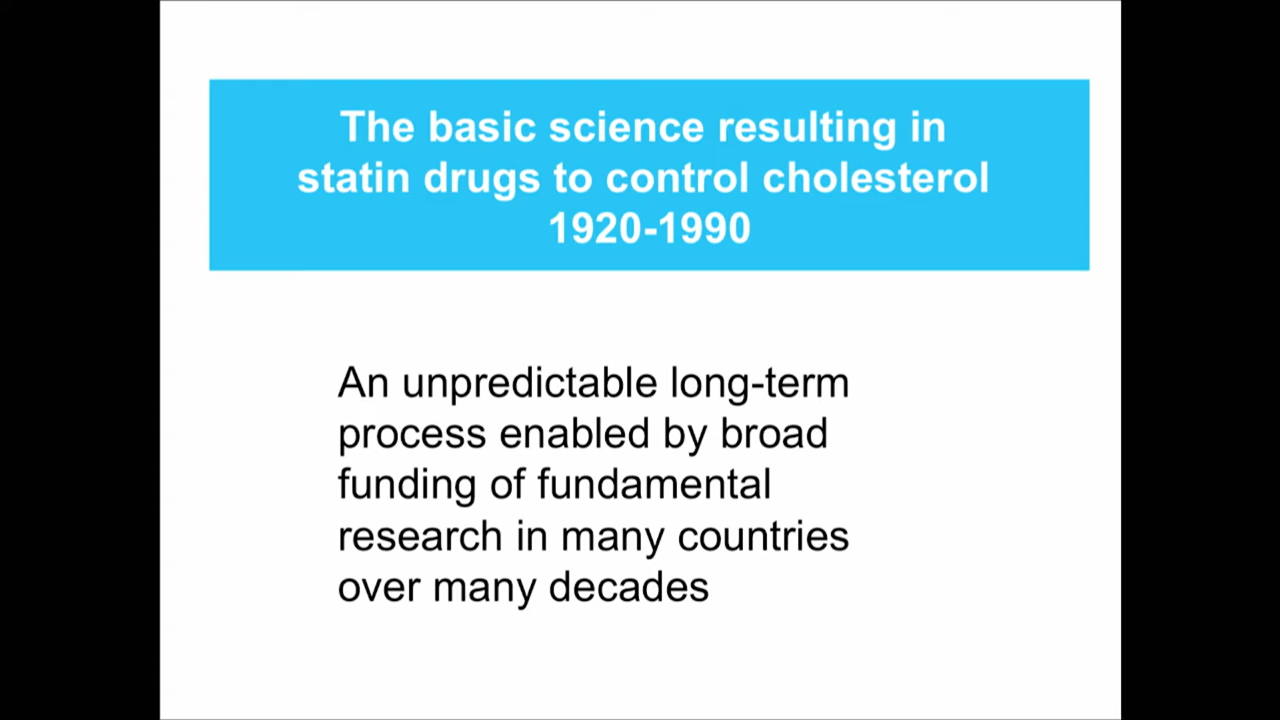 The basic science resulting in
statin drugs to control cholesterol
1920-1990
An unpredictable long-term
process enabled by broad
funding of fundamental
research in many countries
over many decades